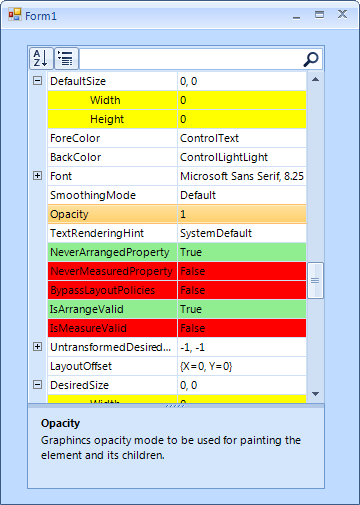 Form1
A Z
DefaultSize 0, 0
Width 0
Height 0
ForeColor ControlText
BackColor ControlLightLight
Font Microsoft Sans Serif, 8.25
SmoothingMode Default
Opacity 1
TextRenderingHint SystemDefault
NeverArrangedProperty True
NeverMeasuredProperty False
BypassLayoutPolicies False
IsArrangeValid True
IsMeasureValid False
UntransformedDesired... -1, -1
LayoutOffset {X=0, Y=0}
DesiredSize 0, 0
Width 0
Opacity
Graphincs opacity mode to be used for painting the
element and its children.